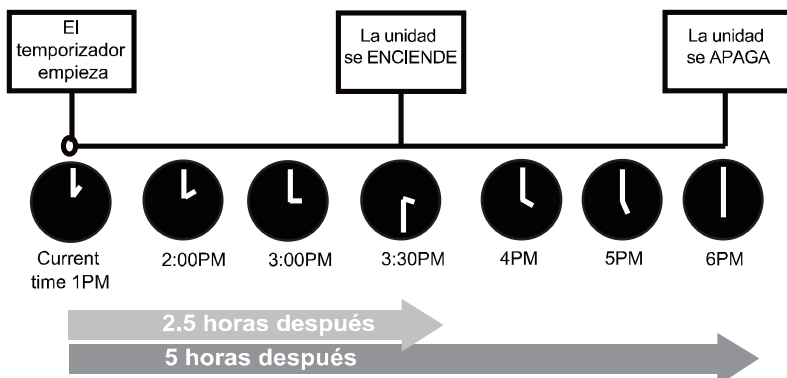 El
temporizador
empieza
La unidad
se ENCIENDE
La unidad
se APAGA
Current
time 1PM
2:00PM
3:00PM
3:30PM
4PM
5PM
6PM
2.5 horas después
5 horas después